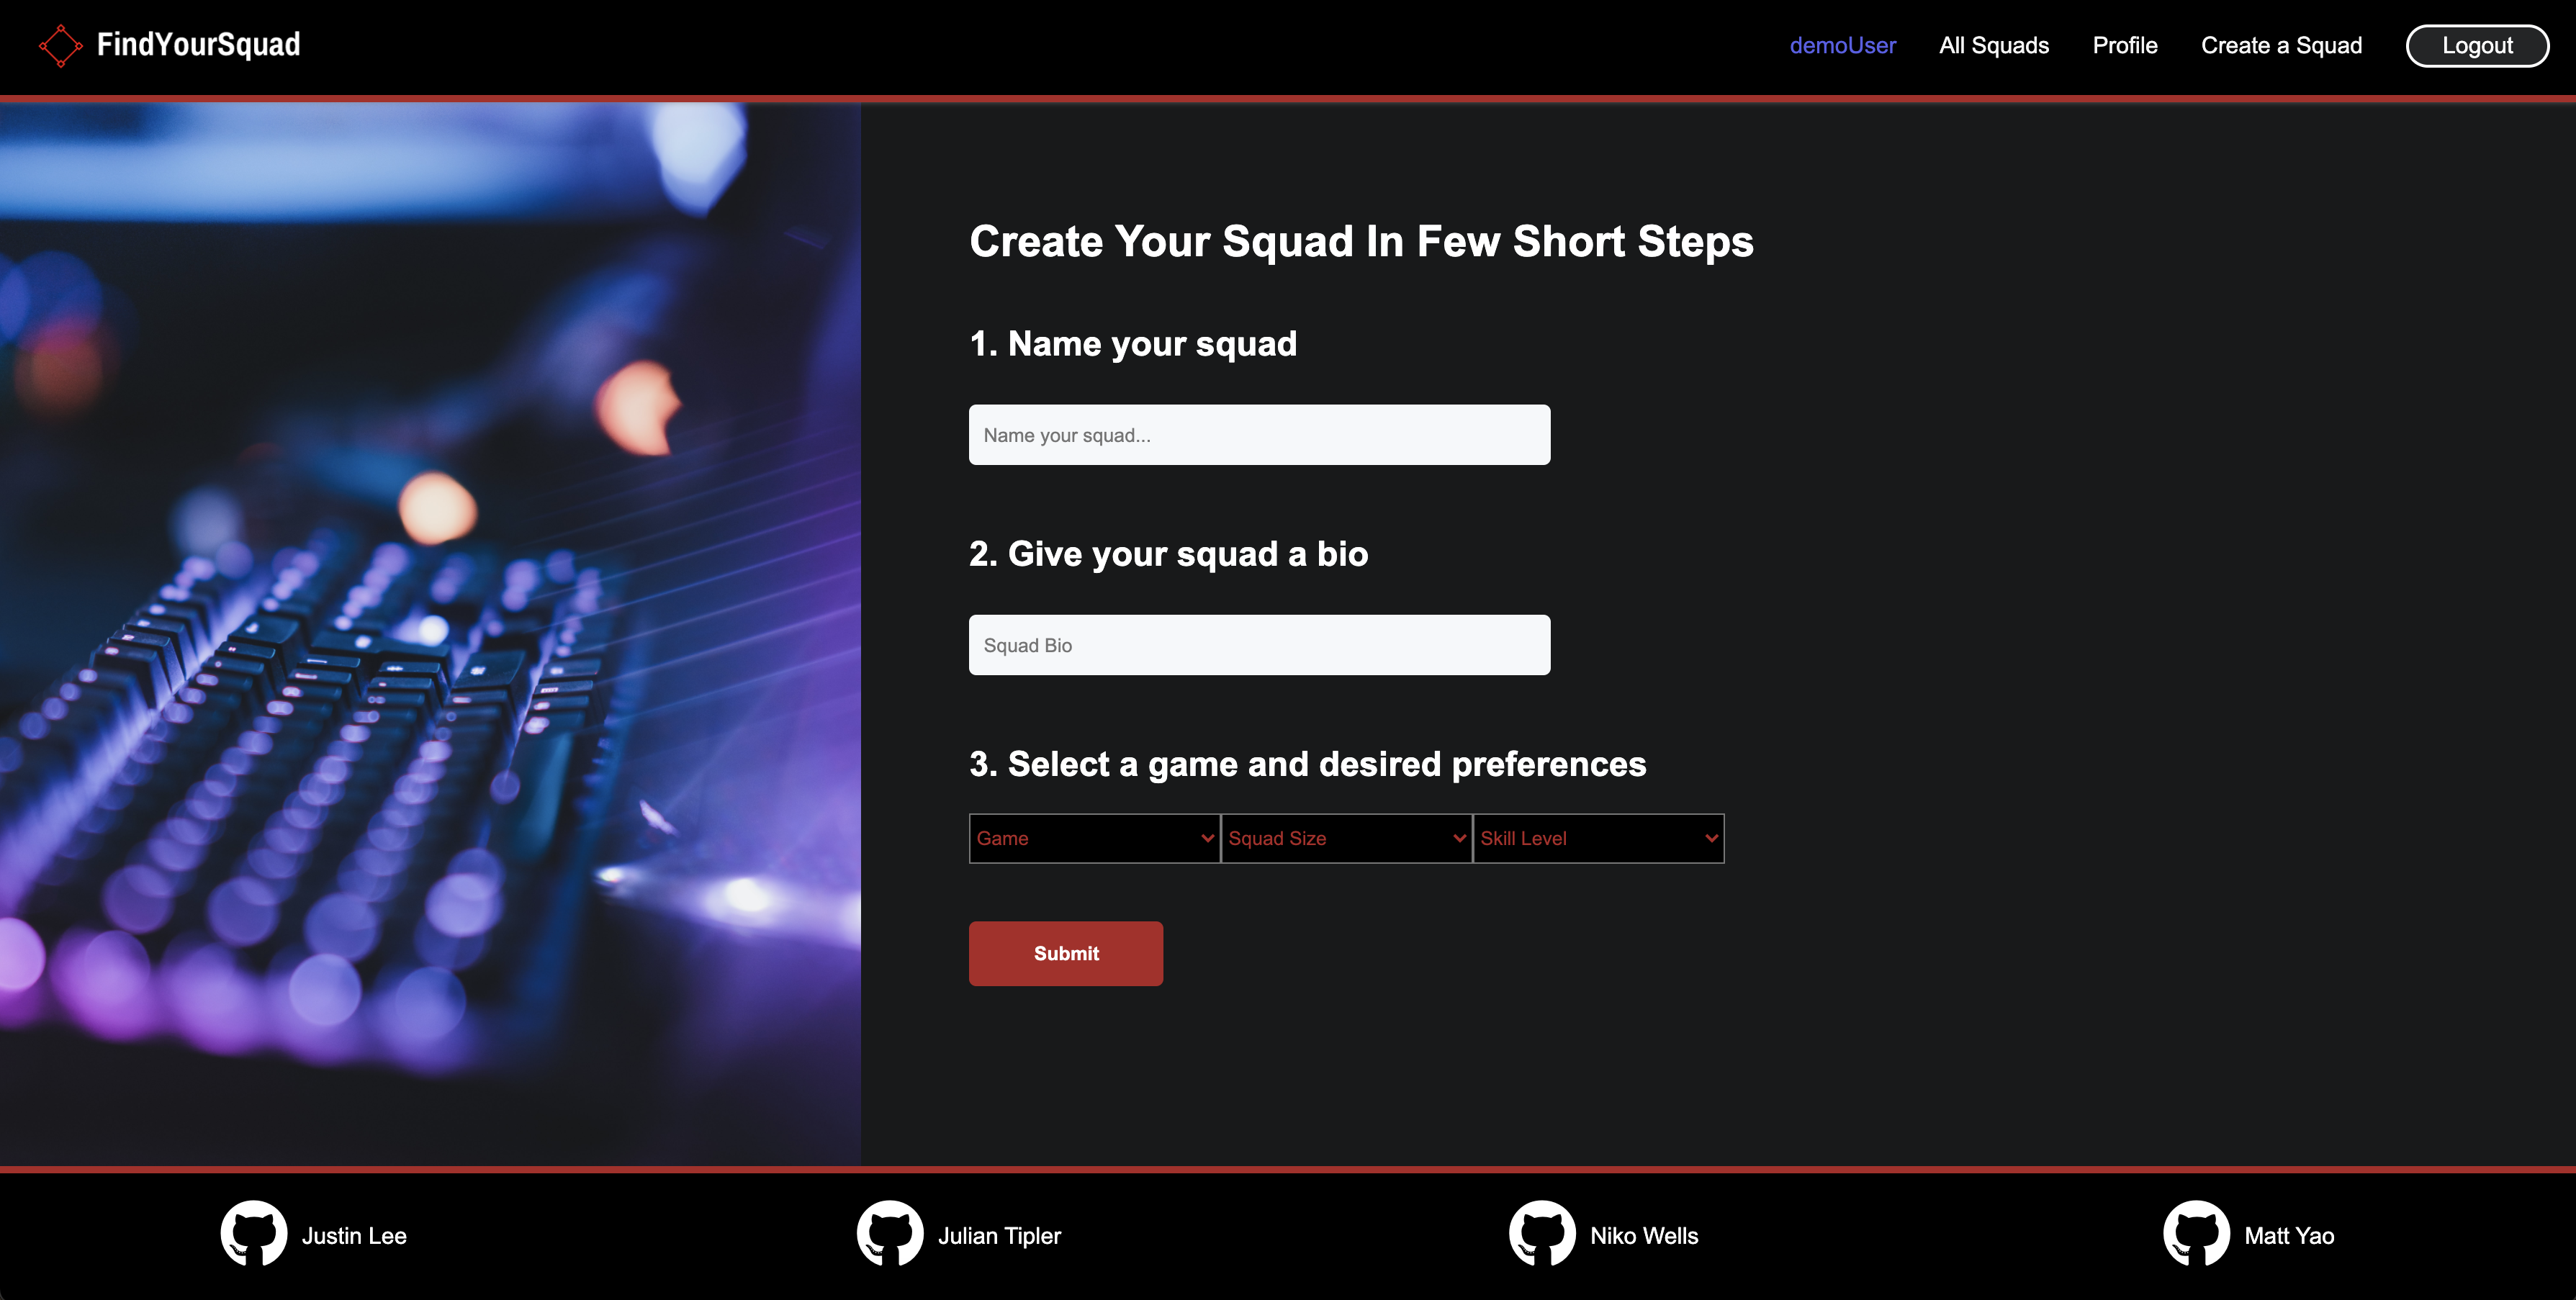 FindYourSquad
demoUser All Squads Profile Create a Squad Logout
Create Your Squad In Few Short Steps
1. Name your squad
Name your squad...
2. Give your squad a bio
Squad Bio
3. Select a game and desired preferences
Game Squad Size Skill Level
Submit
Justin Lee Julian Tipler Niko Wells Matt Yao